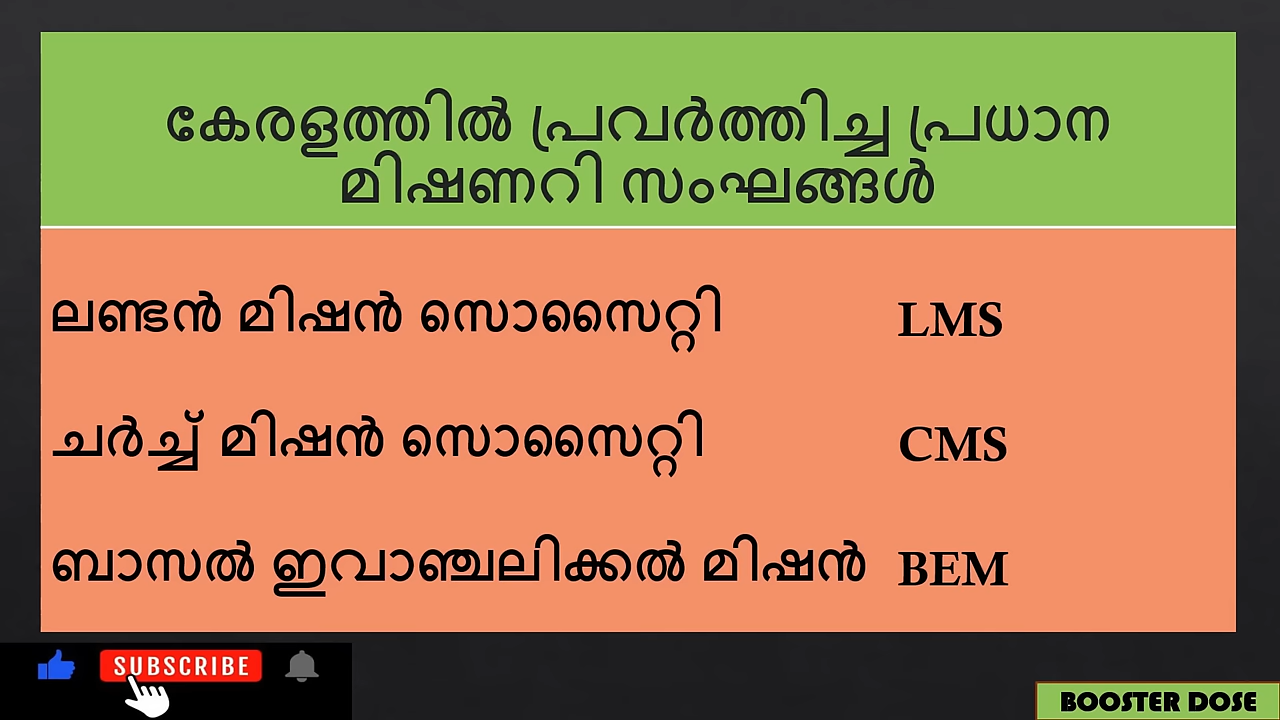 കേരളത്തിൽ പ്രവർത്തിച്ച പ്രധാന
മിഷണറി സംഘങ്ങൾ
ലണ്ടൻ മിഷൻ സൊസൈറ്റി LMS
ചർച്ച് മിഷൻ സൊസൈറ്റി CMS
ബാസൽ ഇവാഞ്ചലിക്കൽ മിഷൻ BEM
SUBSCRIBE
BOOSTER DOSE